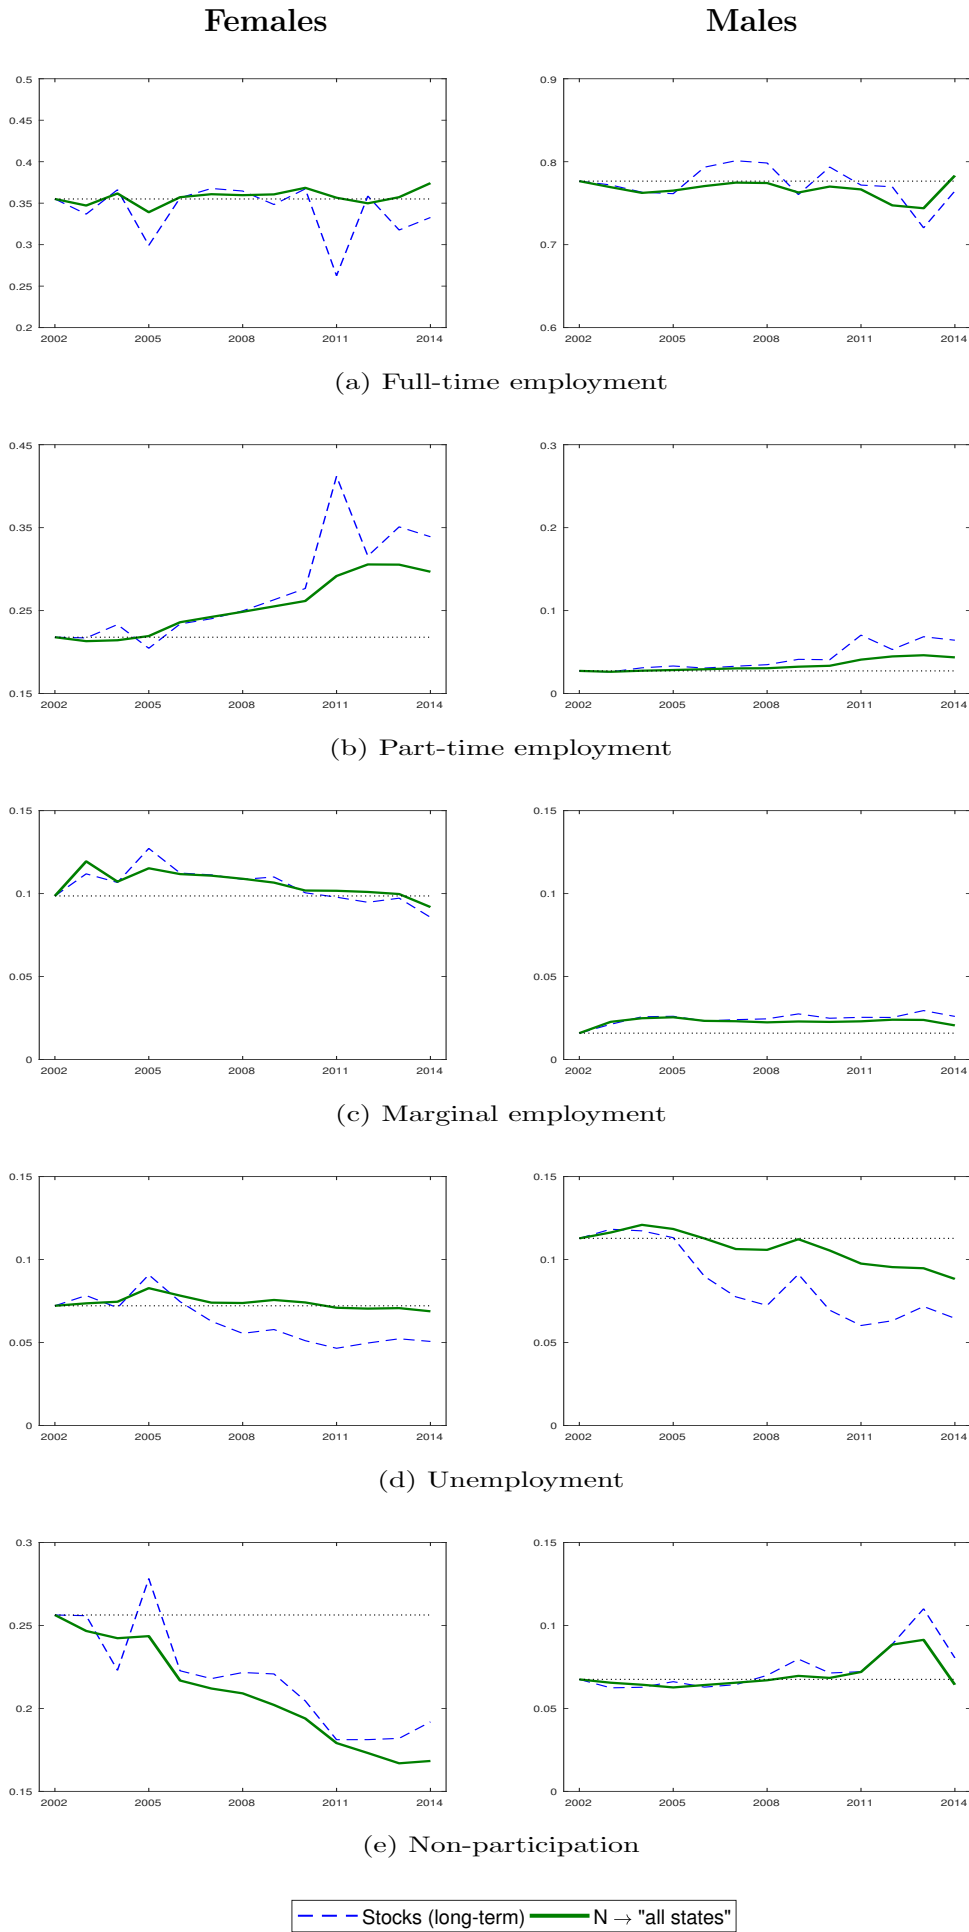 Females Males
0.5
0.45
0.4
0.35
0.3
0.25
0.2
2002 2005 2008 2011 2014
0.9
0.8
0.7
0.6
2002 2005 2008 2011 2014
(a) Full-time employment
0.45
0.35
0.25
0.15
2002 2005 2008 2011 2014
0.3
0.2
0.1
0
2002 2005 2008 2011 2014
(b) Part-time employment
0.15
0.1
0.05
0
2002 2005 2008 2011 2014
0.15
0.1
0.05
0
2002 2005 2008 2011 2014
(c) Marginal employment
0.15
0.1
0.05
0
2002 2005 2008 2011 2014
0.15
0.1
0.05
0
2002 2005 2008 2011 2014
(d) Unemployment
0.3
0.25
0.2
0.15
2002 2005 2008 2011 2014
0.15
0.1
0.05
0
2002 2005 2008 2011 2014
(e) Non-participation
Stocks (long-term) N → "all states"